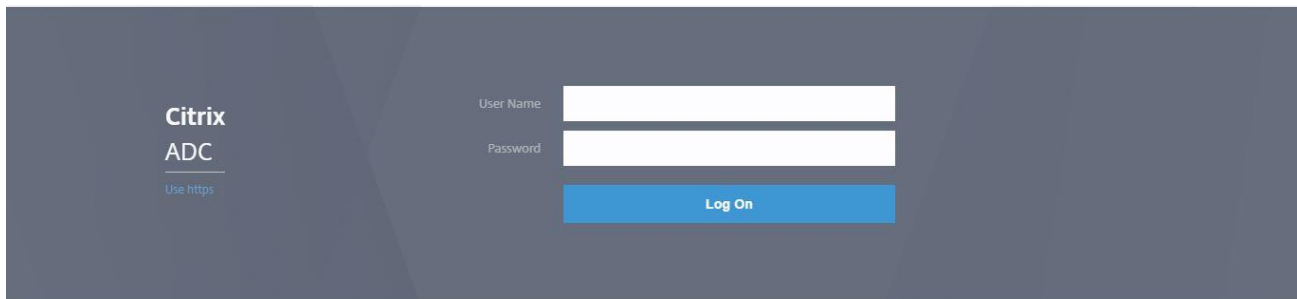 Citrix
ADC
Use https
User Name
Password
Log On